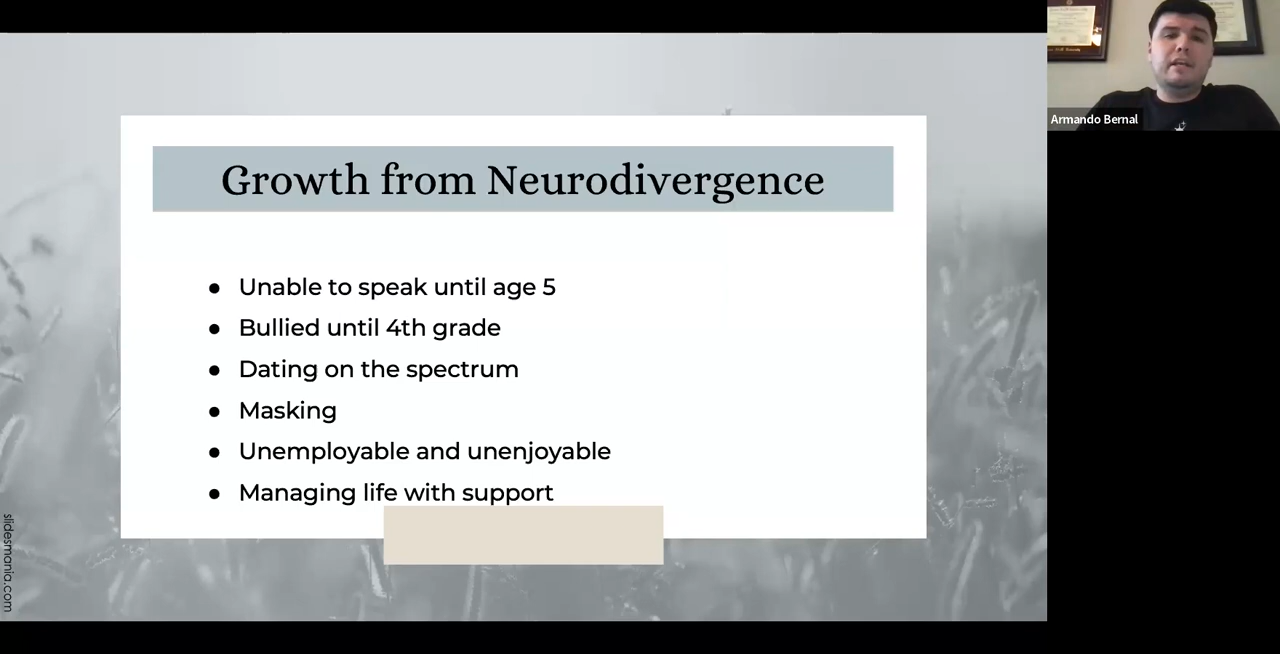 Growth from Neurodivergence
● Unable to speak until age 5
● Bullied until 4th grade
● Dating on the spectrum
● Masking
● Unemployable and unenjoyable
● Managing life with support
slidesmania.com
Armando Bernal